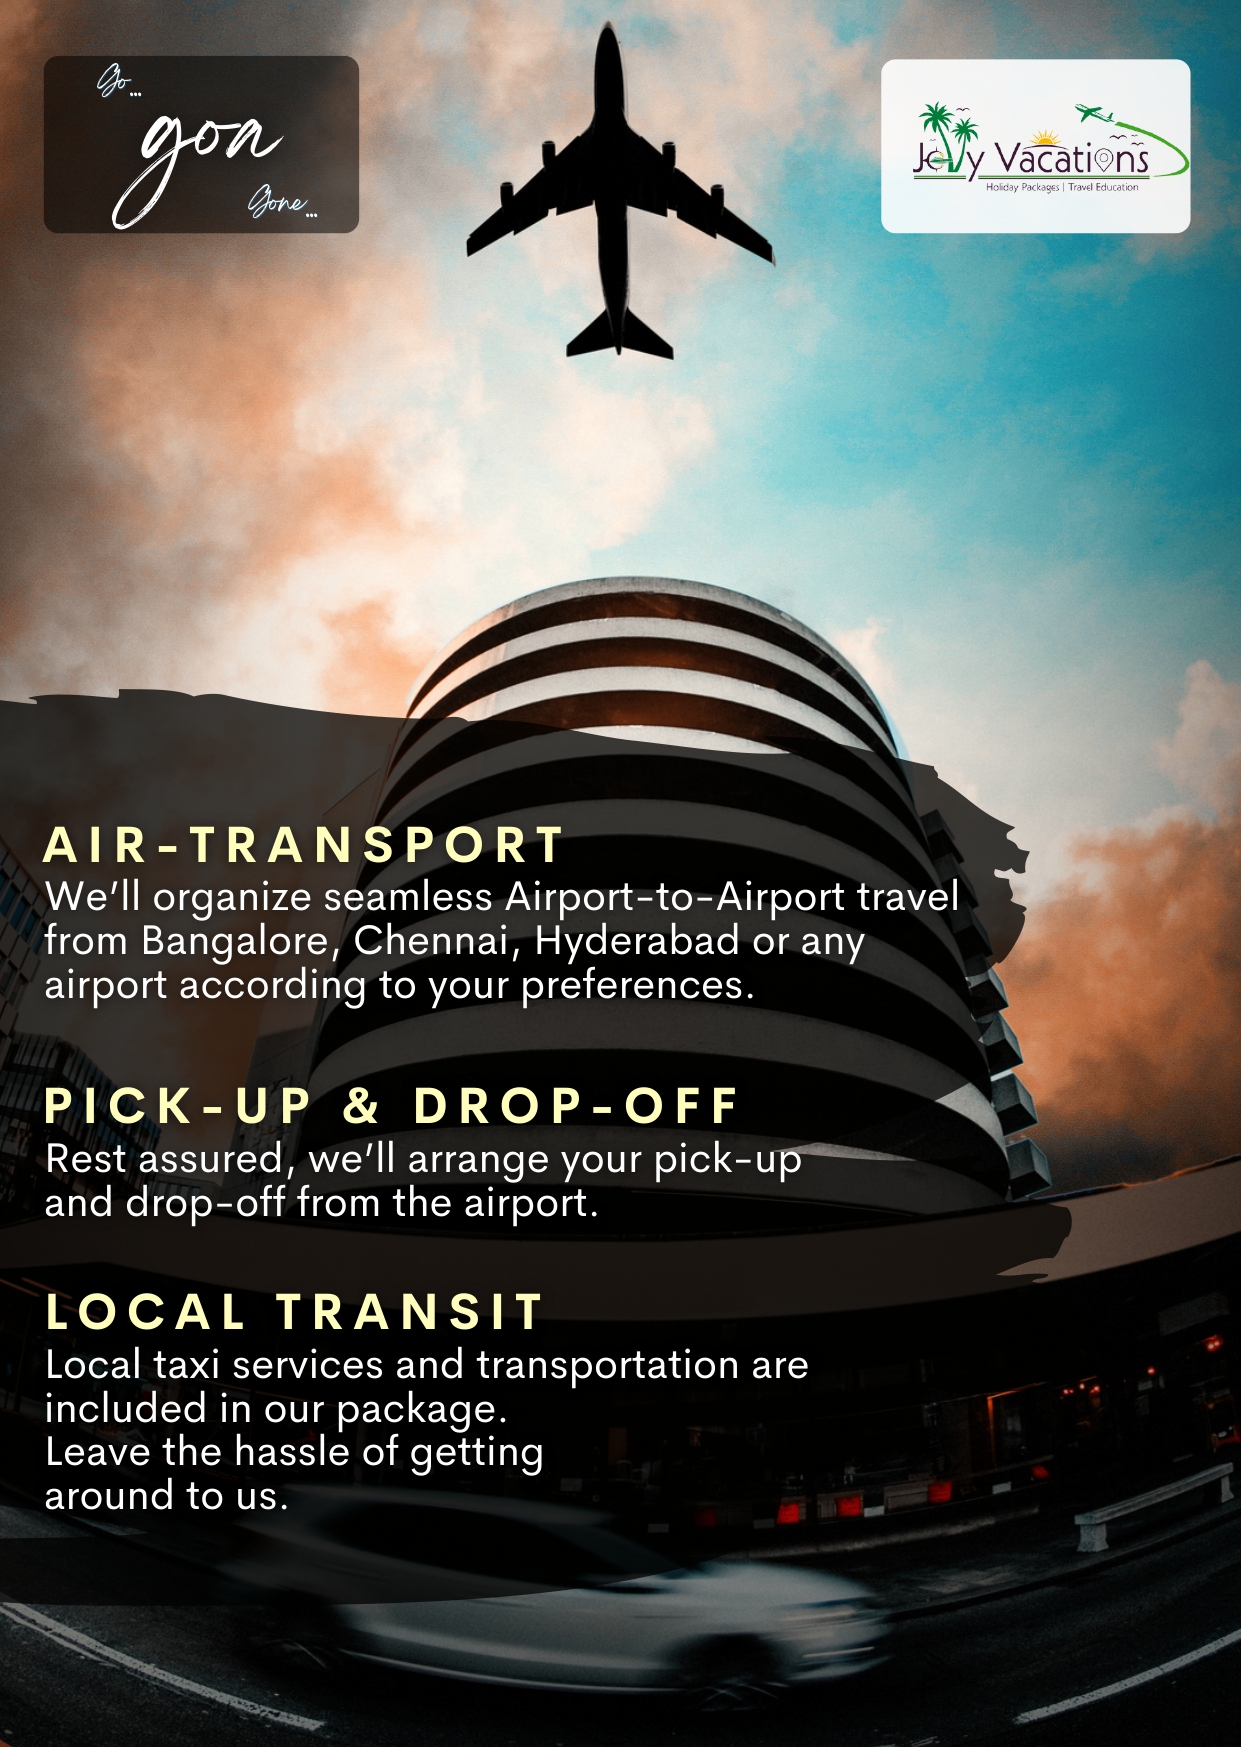 Go...
goa
Gone...
Jovy Vacations
Holiday Packages | Travel Education
AIR-TRANSPORT
We’ll organize seamless Airport-to-Airport travel
from Bangalore, Chennai, Hyderabad or any
airport according to your preferences.
PICK-UP & DROP-OFF
Rest assured, we’ll arrange your pick-up
and drop-off from the airport.
LOCAL TRANSIT
Local taxi services and transportation are
included in our package.
Leave the hassle of getting
around to us.